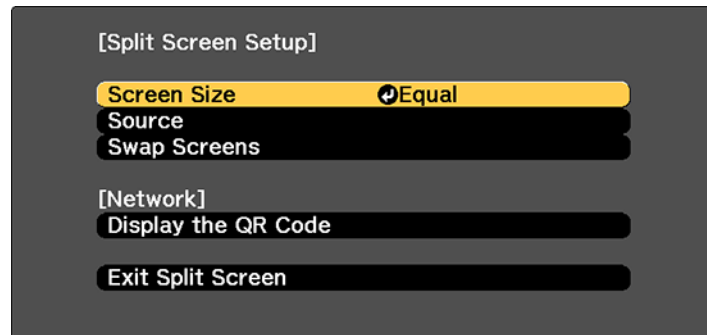 [Split Screen Setup]
Screen Size Equal
Source
Swap Screens
[Network]
Display the QR Code
Exit Split Screen